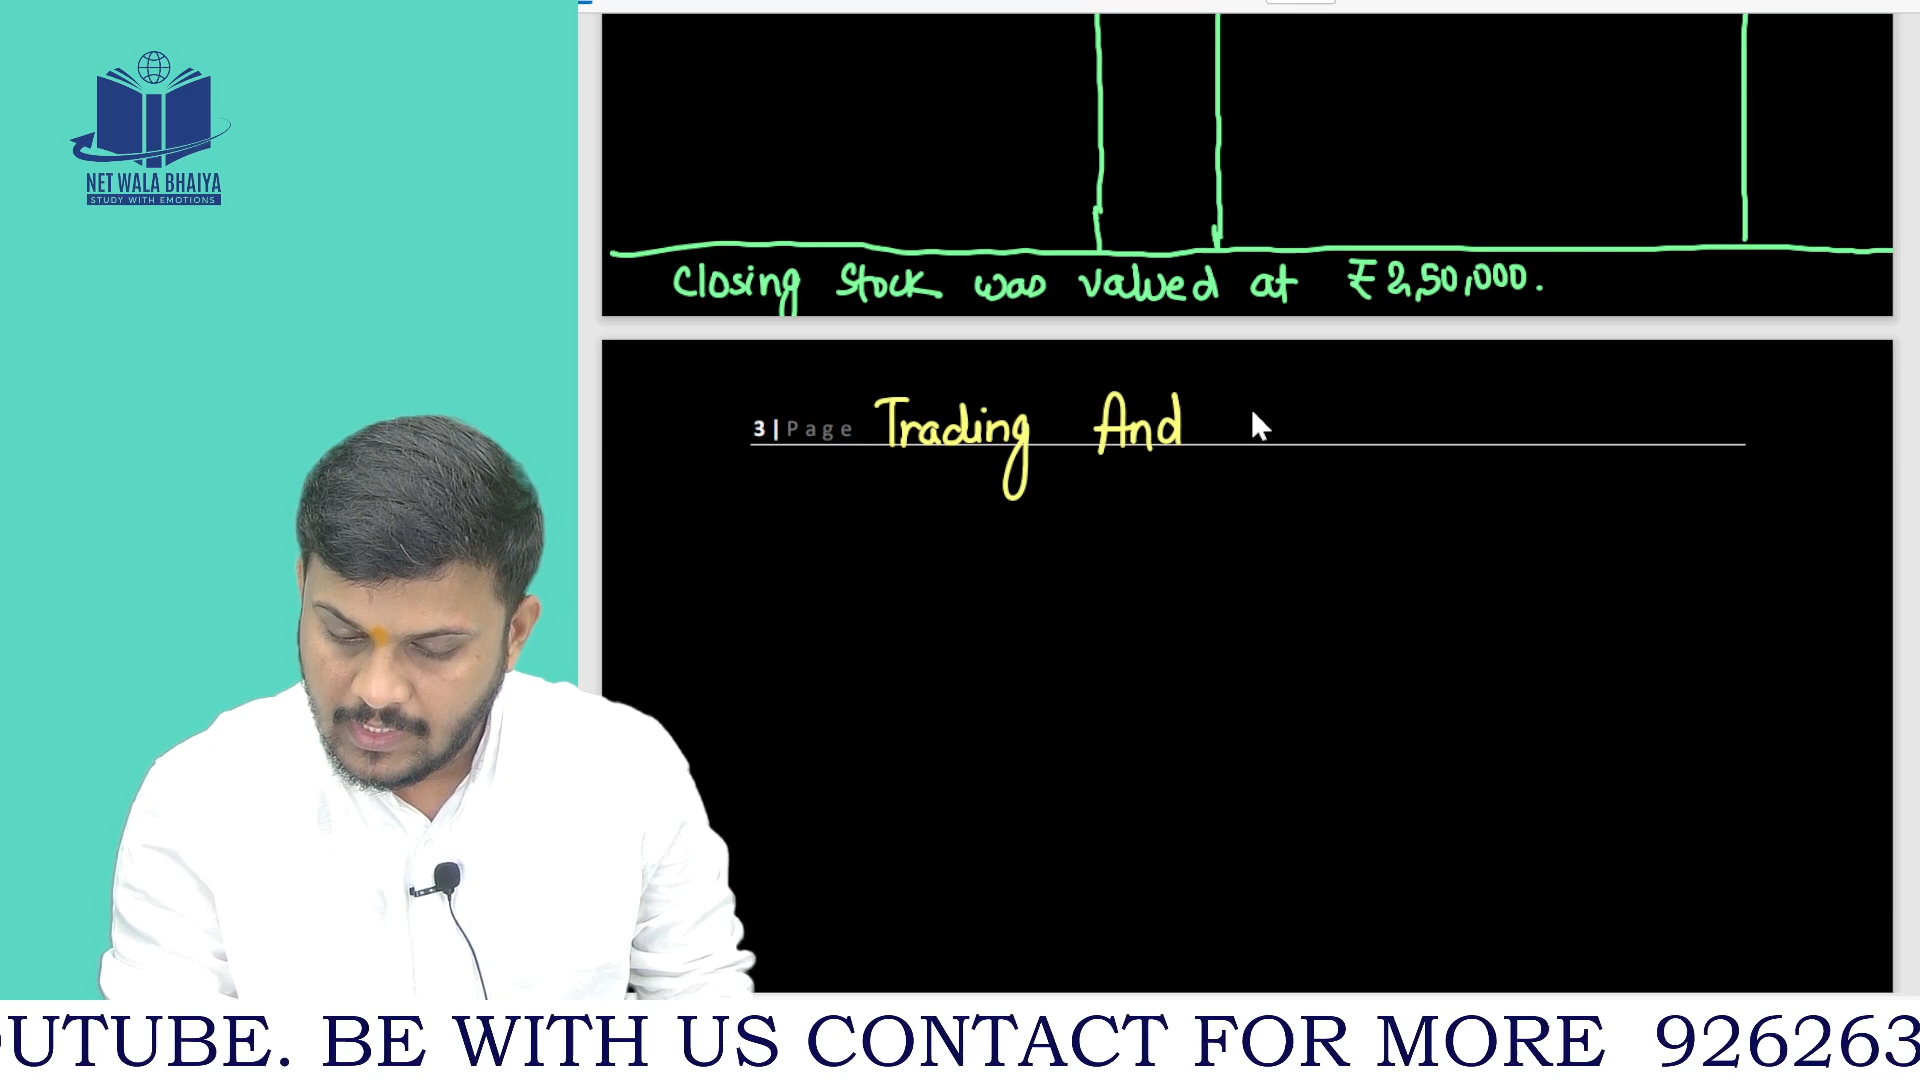 NET WALA BHAIYA
STUDY WITH EMOTIONS
Closing Stock was valued at ₹ 2,50,000.
3 | Page Trading And
OUTUBE. BE WITH US CONTACT FOR MORE 926263